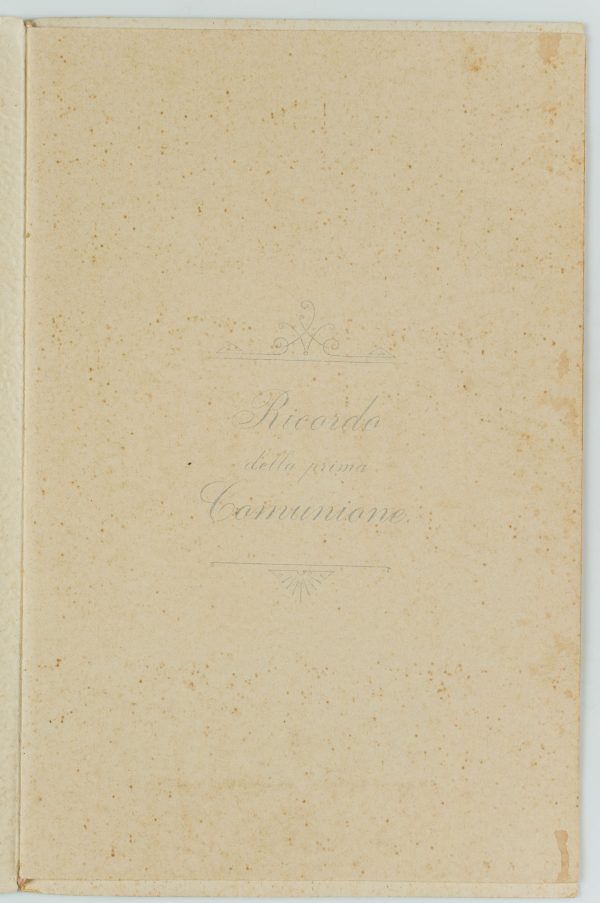 Ricordo
della prima
Comunione.